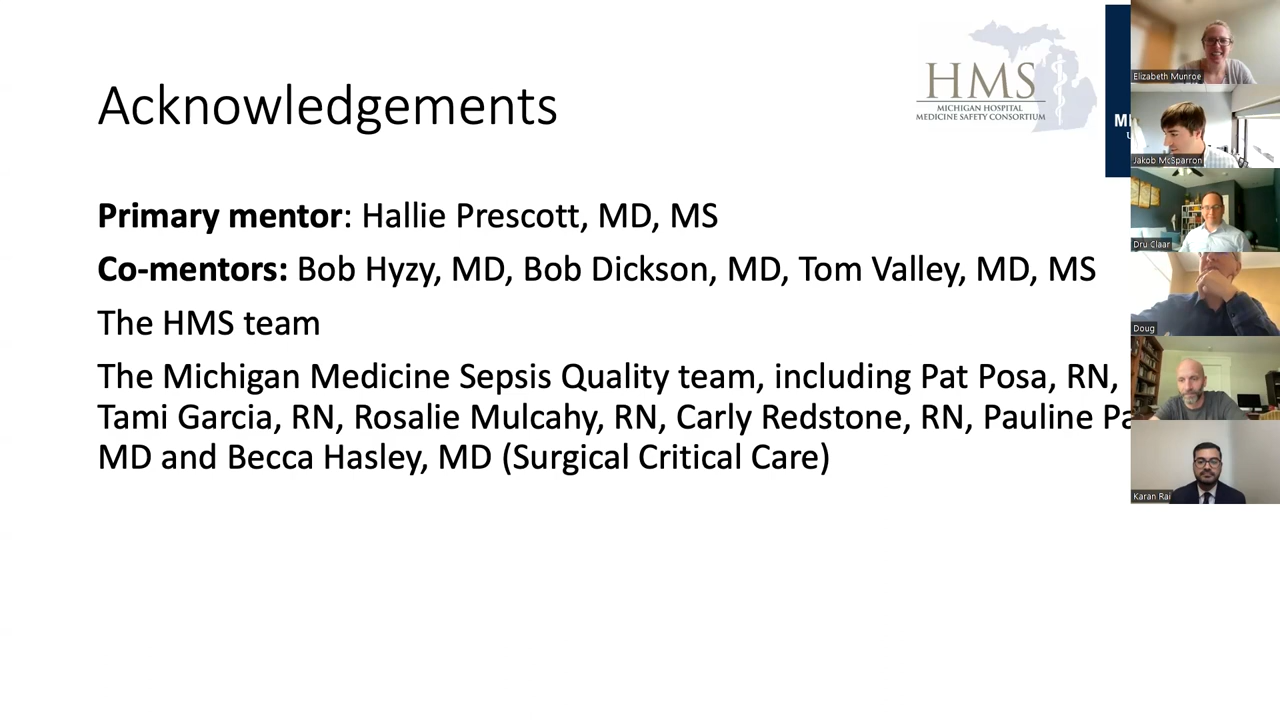 Acknowledgements
HMS
MICHIGAN HOSPITAL
MEDICINE SAFETY CONSORTIUM
Primary mentor: Hallie Prescott, MD, MS
Co-mentors: Bob Hyzy, MD, Bob Dickson, MD, Tom Valley, MD, MS
The HMS team
The Michigan Medicine Sepsis Quality team, including Pat Posa, RN,
Tami Garcia, RN, Rosalie Mulcahy, RN, Carly Redstone, RN, Pauline
MD and Becca Hasley, MD (Surgical Critical Care)
Elizabeth Munroe
Jakob McSparron
Dru Claar
Doug
Karan Rai